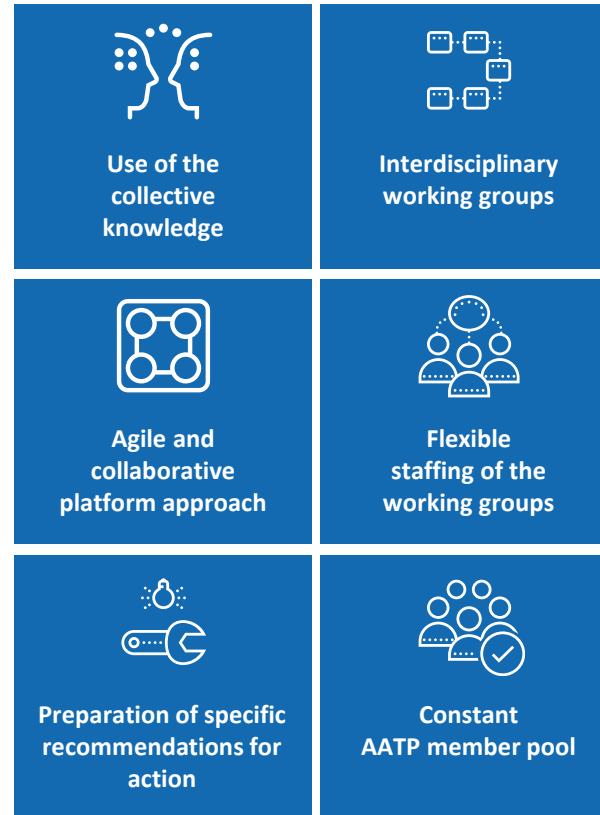 Use of the
collective
knowledge
Interdisciplinary
working groups
Agile and
collaborative
platform approach
Flexible
staffing of the
working groups
Preparation of specific
recommendations for
action
Constant
AATP member pool